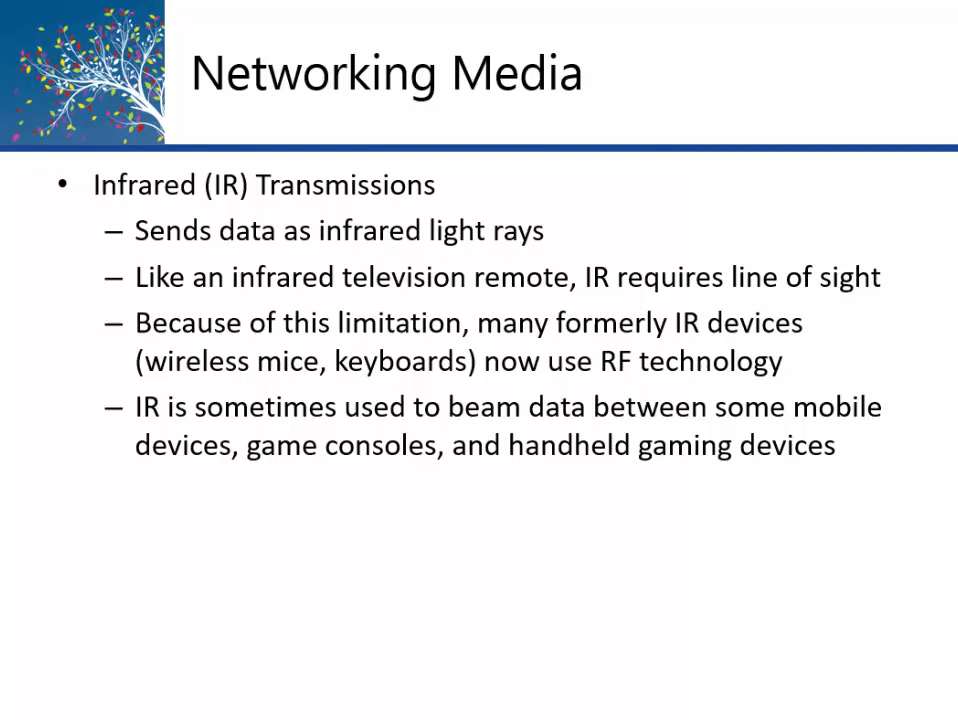 Networking Media
• Infrared (IR) Transmissions
– Sends data as infrared light rays
– Like an infrared television remote, IR requires line of sight
– Because of this limitation, many formerly IR devices
(wireless mice, keyboards) now use RF technology
– IR is sometimes used to beam data between some mobile
devices, game consoles, and handheld gaming devices